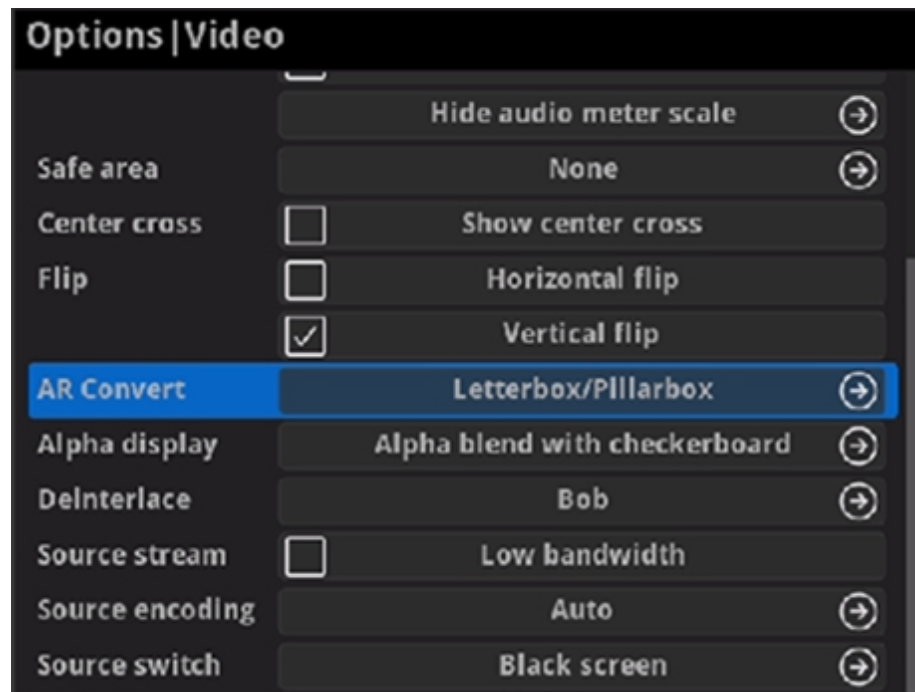 Options|Video
Hide audio meter scale
Safe area None
Center cross Show center cross
Flip Horizontal flip
Vertical flip
AR Convert Letterbox/Pillarbox
Alpha display Alpha blend with checkerboard
DeInterlace Bob
Source stream Low bandwidth
Source encoding Auto
Source switch Black screen